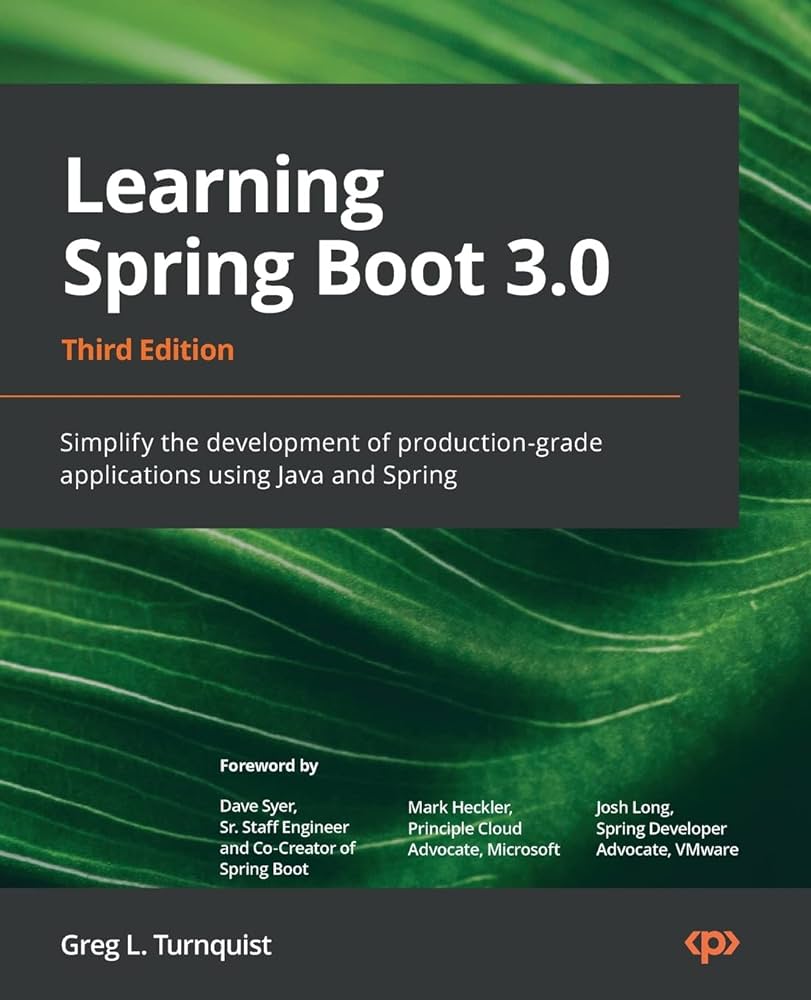 Learning
Spring Boot 3.0
Third Edition
Simplify the development of production-grade
applications using Java and Spring
Foreword by
Dave Syer,
Sr. Staff Engineer
and Co-Creator of
Spring Boot
Mark Heckler,
Principle Cloud
Advocate, Microsoft
Josh Long,
Spring Developer
Advocate, VMware
Greg L. Turnquist
<p>